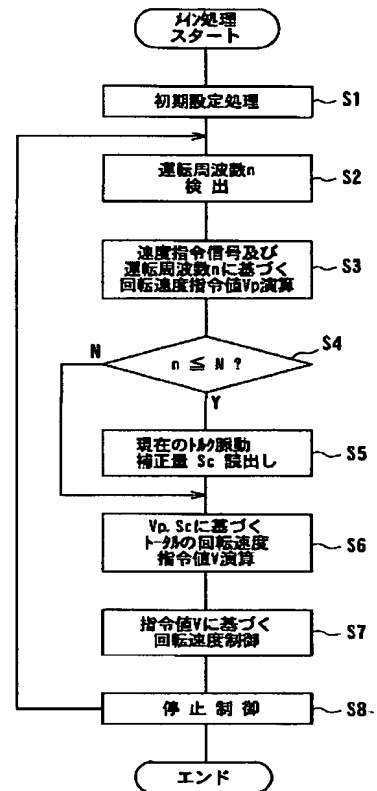 メイン処理
スタート
初期設定処理
S1
運転周波数n
検出
S2
速度指令信号及び
運転周波数nに基づく
回転速度指令値Vp演算
S3
S4
n ≦ N ?
N
Y
現在のトルク脈動
補正量 Sc 読出し
S5
Vp, Scに基づく
トータルの回転速度
指令値V演算
S6
指令値Vに基づく
回転速度制御
S7
停止制御
S8
エンド